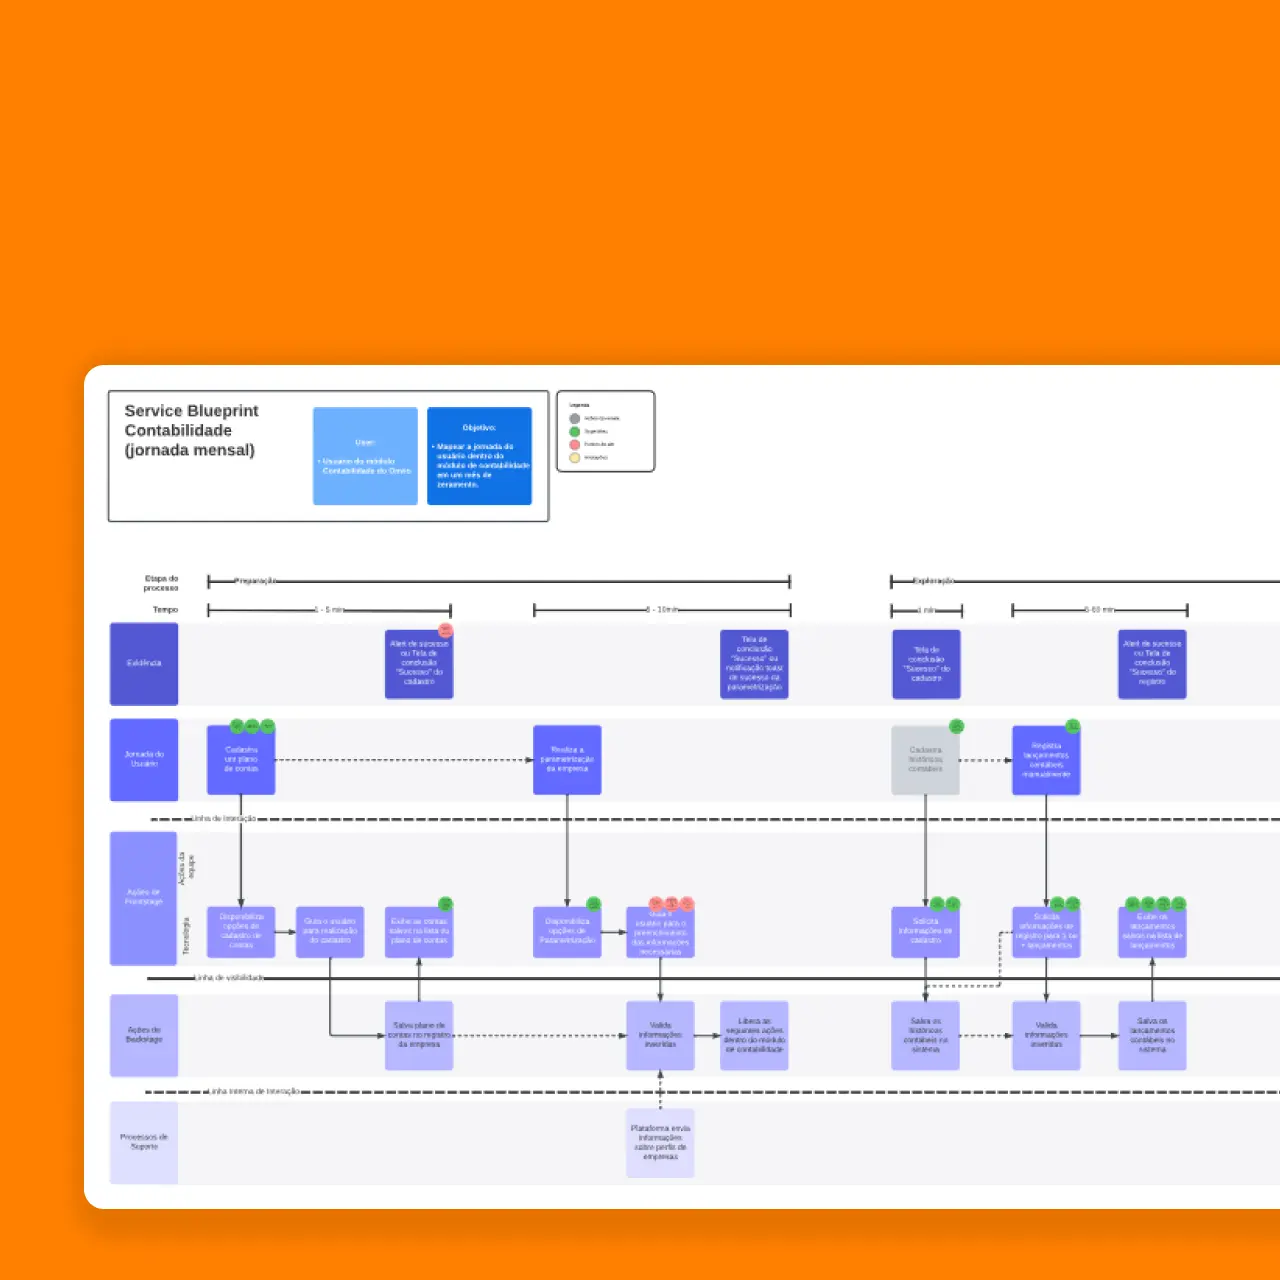 Service Blueprint
Contabilidade
(jornada mensal)
User:
• Usuário do módulo
Contabilidade do Omie
Objetivo:
• Mapear a jornada do
usuário dentro do
módulo de contabilidade
em um mês de
zeramento.
Legenda
Sugestões
Etapa do
processo
Preparação
Exploração
Tempo
1 - 5 min
- 10min
min
-60 min
Evidência
Alert de sucesso
ou Tela de
conclusão
"Sucesso" do
cadastro
Tela de
conclusão
"Sucesso" ou
notificação toast
de sucesso da
parametrização
Tela de
conclusão
"Sucesso" do
cadastro
Alert de sucesso
ou Tela de
conclusão
"Sucesso" do
registro
Jornada do
Usuário
Cadastra
um plano
de contas
Realiza a
parametrização
da empresa
Cadastra
históricos
contábeis
Registra
lançamentos
contábeis
manualmente
Linha de Interação
Ações de
Frontstage
Ações da
equipe
Tecnologia
Disponibiliza
opções de
cadastro de
contas
Guia o usuário
para realização
do cadastro
Exibe as contas
salvas na lista do
plano de contas
Disponibiliza
opções de
Parametrização
Guia o
usuário para o
preenchimento
das informações
necessárias
Solicita
informações de
cadastro
Solicita
informações de
registro para 1 ou
+ lançamentos
Exibe os
lançamentos
salvos na lista de
lançamentos
Linha de visibilidade
Ações de
Backstage
Salva plano de
contas no registro
da empresa
Valida
informações
inseridas
Libera as
seguintes ações
dentro do módulo
de contabilidade
Salva os
históricos
contábeis no
sistema
Valida
informações
inseridas
Salva os
lançamentos
contábeis no
sistema
Linha Interna de Interação
Processos de
Suporte
Plataforma envia
informações
sobre perfil de
empresas